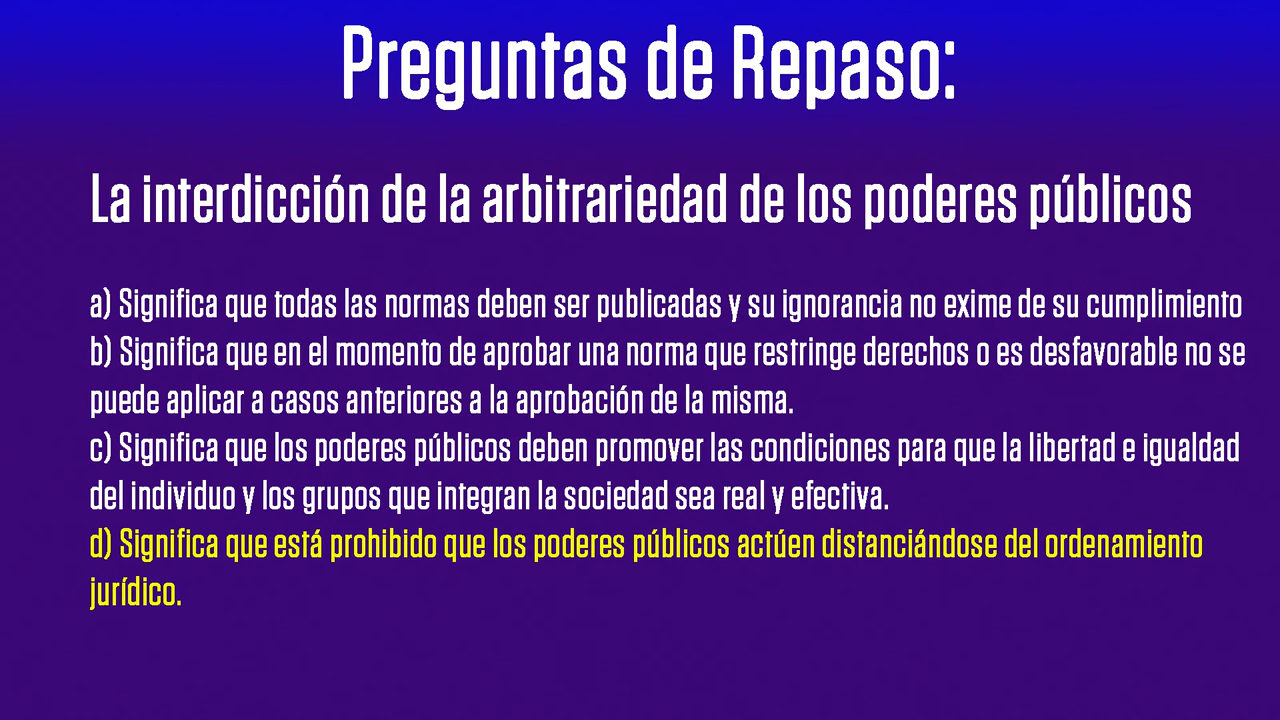 Preguntas de Repaso:
La interdicción de la arbitrariedad de los poderes públicos
a) Significa que todas las normas deben ser publicadas y su ignorancia no exime de su cumplimiento
b) Significa que en el momento de aprobar una norma que restringe derechos o es desfavorable no se
puede aplicar a casos anteriores a la aprobación de la misma.
c) Significa que los poderes públicos deben promover las condiciones para que la libertad e igualdad
del individuo y los grupos que integran la sociedad sea real y efectiva.
d) Significa que está prohibido que los poderes públicos actúen distanciándose del ordenamiento
jurídico.